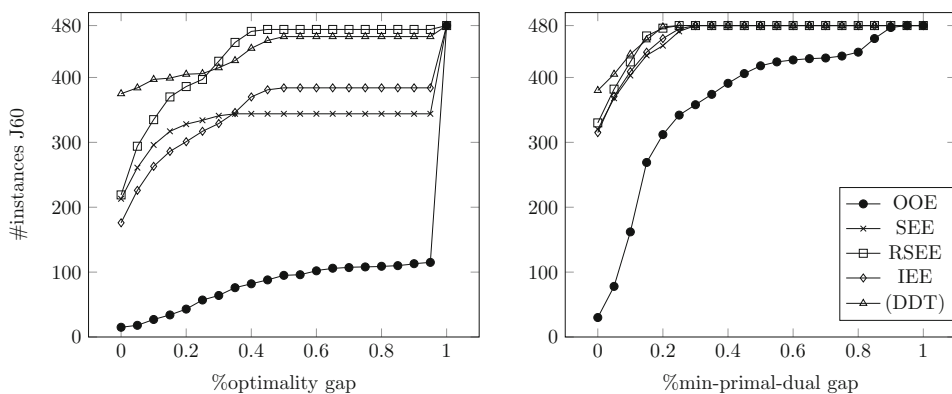 #instances J60
480
400
300
200
100
0
0 0.2 0.4 0.6 0.8 1
%optimality gap
480
400
300
200
100
0
0 0.2 0.4 0.6 0.8 1
%min-primal-dual gap
OOE
SEE
RSEE
IEE
(DDT)